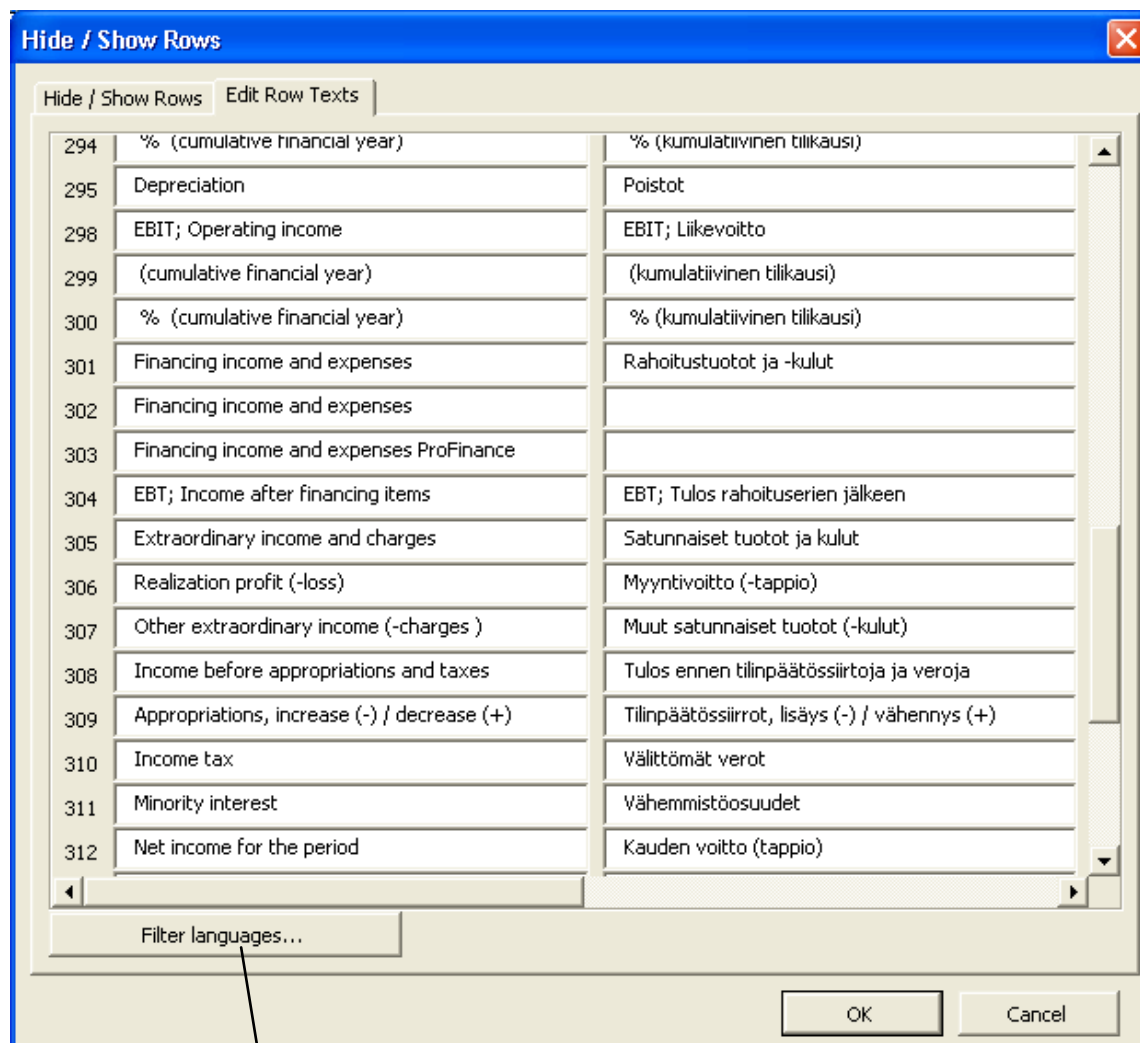 Hide / Show Rows
Hide / Show Rows Edit Row Texts
294 % (cumulative financial year) % (kumulatiivinen tilikausi)
295 Depreciation Poistot
298 EBIT; Operating income EBIT; Liikevoitto
299 (cumulative financial year) (kumulatiivinen tilikausi)
300 % (cumulative financial year) % (kumulatiivinen tilikausi)
301 Financing income and expenses Rahoitustuotot ja -kulut
302 Financing income and expenses
303 Financing income and expenses ProFinance
304 EBT; Income after financing items EBT; Tulos rahoituserien jälkeen
305 Extraordinary income and charges Satunnaiset tuotot ja kulut
306 Realization profit (-loss) Myyntivoitto (-tappio)
307 Other extraordinary income (-charges ) Muut satunnaiset tuotot (-kulut)
308 Income before appropriations and taxes Tulos ennen tilinpäätössiirtoja ja veroja
309 Appropriations, increase (-) / decrease (+) Tilinpäätössiirrot, lisäys (-) / vähennys (+)
310 Income tax Välittömät verot
311 Minority interest Vähemmistöosuudet
312 Net income for the period Kauden voitto (tappio)
Filter languages...
OK Cancel